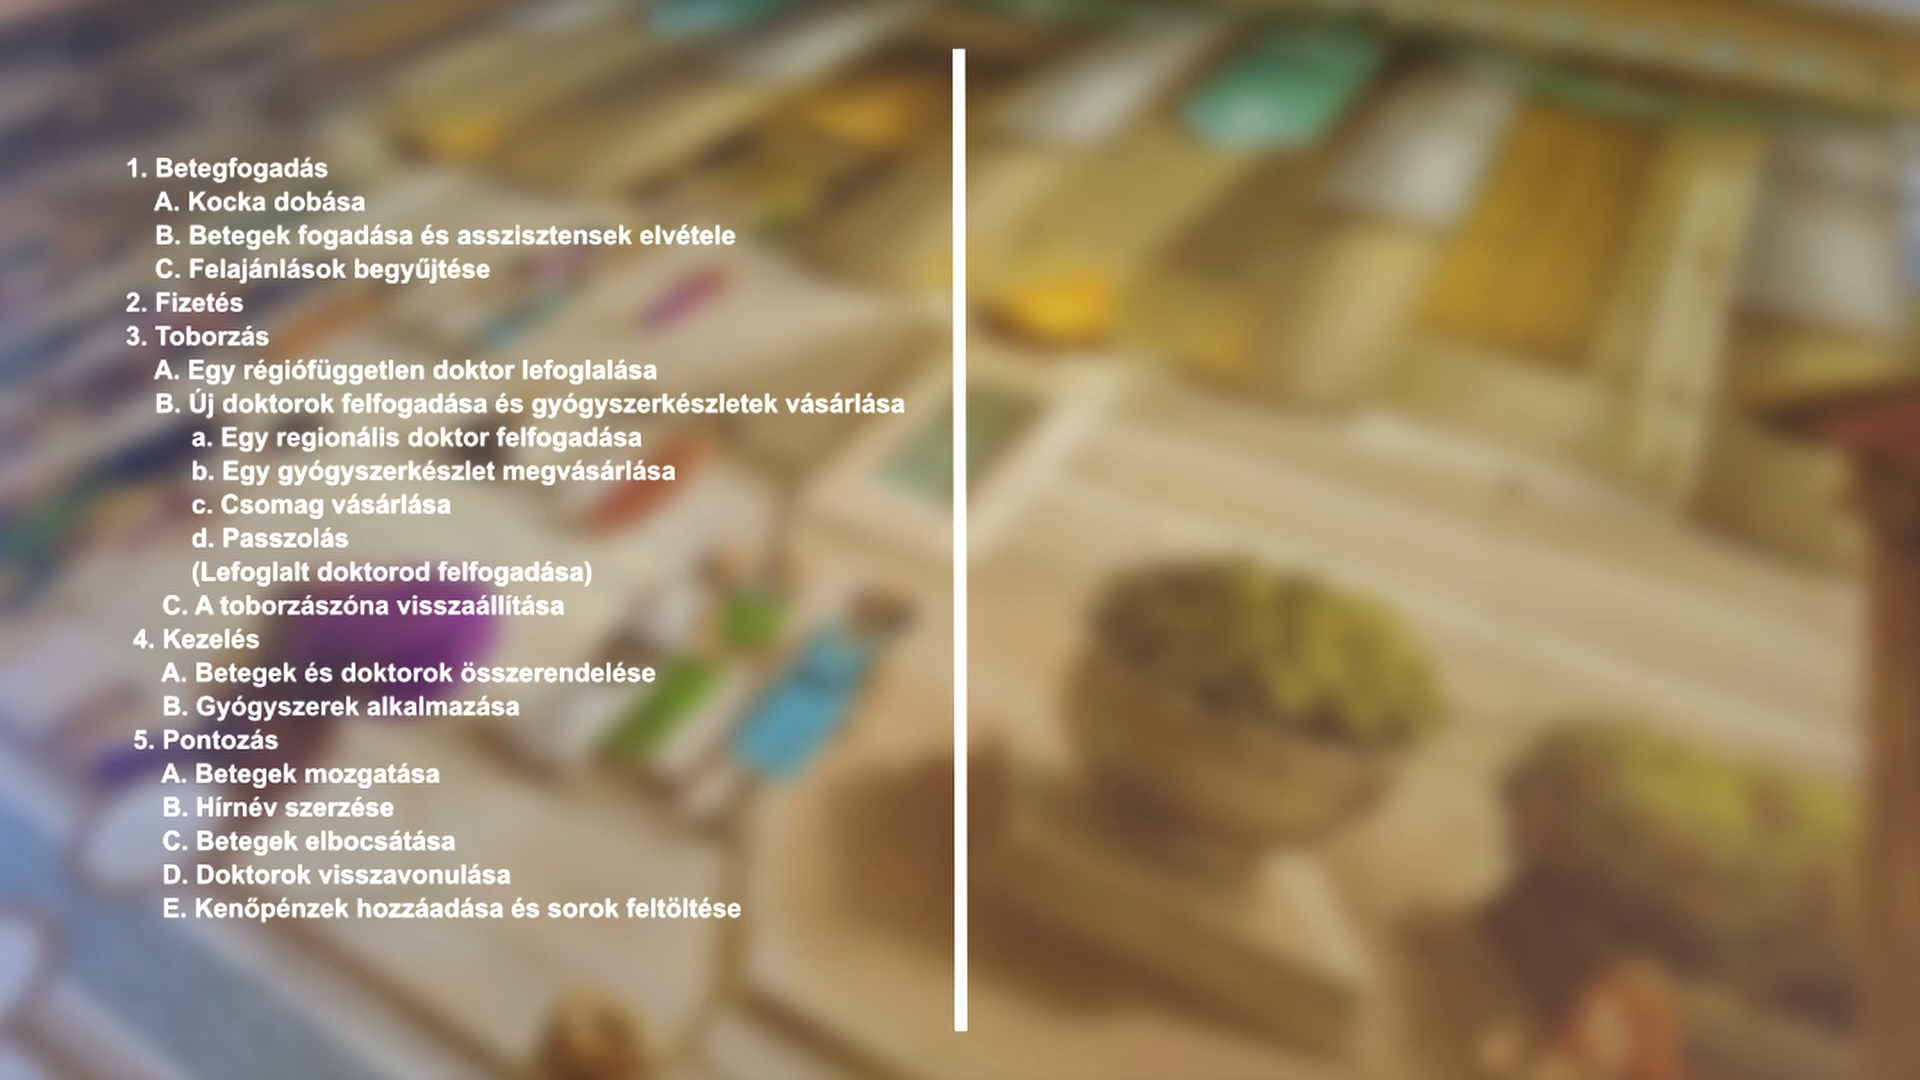 1. Betegfogadás
A. Kocka dobása
B. Betegek fogadása és asszisztensek elvétele
C. Felajánlások begyűjtése
2. Fizetés
3. Toborzás
A. Egy régiófüggetlen doktor lefoglalása
B. Új doktorok felfogadása és gyógyszerkészletek vásárlása
a. Egy regionális doktor felfogadása
b. Egy gyógyszerkészlet megvásárlása
c. Csomag vásárlása
d. Passzolás
(Lefoglalt doktorod felfogadása)
C. A toborzászóna visszaállítása
4. Kezelés
A. Betegek és doktorok összerendelése
B. Gyógyszerek alkalmazása
5. Pontozás
A. Betegek mozgatása
B. Hírnév szerzése
C. Betegek elbocsátása
D. Doktorok visszavonulása
E. Kenőpénzek hozzáadása és sorok feltöltése